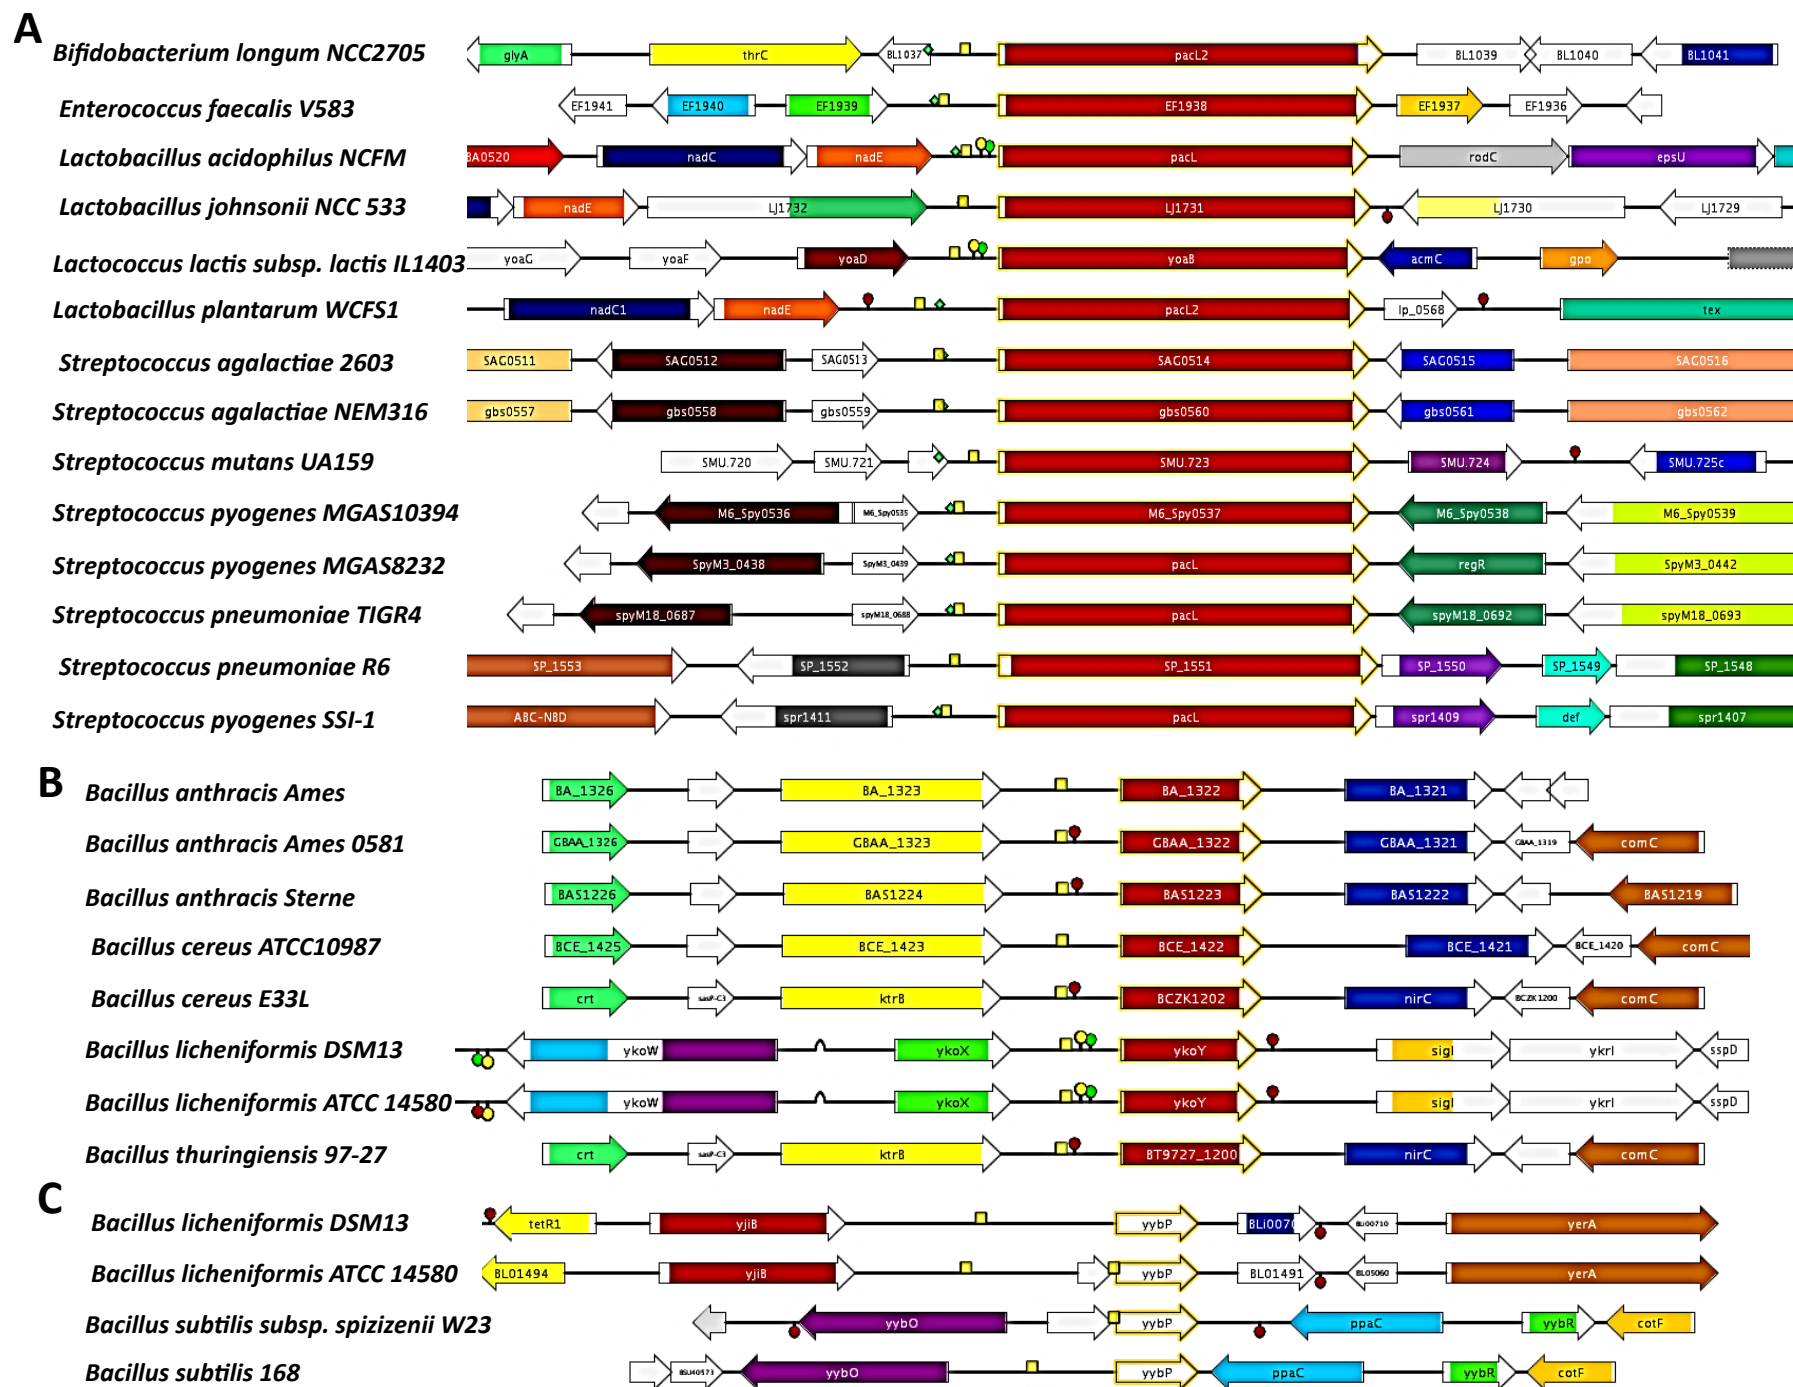 A
Bifidobacterium longum NCC2705 glyA thrC BL1037 pacL2 BL1039 BL1040 BL1041
Enterococcus faecalis V583 EF1941 EF1940 EF1939 EF1938 EF1937 EF1936
Lactobacillus acidophilus NCFM BA0520 nadC nadE pacL rodC epsU
Lactobacillus johnsonii NCC 533 nadE LJ1732 LJ1731 LJ1730 LJ1729
Lactococcus lactis subsp. lactis IL1403 yoaG yoaF yoaD yoaB acmC gpo
Lactobacillus plantarum WCFS1 nadC1 nadE pacL2 lp_0568 tex
Streptococcus agalactiae 2603 SAG0511 SAG0512 SAG0513 SAG0514 SAG0515 SAG0516
Streptococcus agalactiae NEM316 gbs0557 gbs0558 gbs0559 gbs0560 gbs0561 gbs0562
Streptococcus mutans UA159 SMU.720 SMU.721 SMU.723 SMU.724 SMU.725c
Streptococcus pyogenes MGAS10394 M6_Spy0536 M6_Spy0535 M6_Spy0537 M6_Spy0538 M6_Spy0539
Streptococcus pyogenes MGAS8232 SpyM3_0438 SpyM3_0439 pacL regR SpyM3_0442
Streptococcus pneumoniae TIGR4 spyM18_0687 spyM18_0688 pacL spyM18_0692 spyM18_0693
Streptococcus pneumoniae R6 SP_1553 SP_1552 SP_1551 SP_1550 SP_1549 SP_1548
Streptococcus pyogenes SSI-1 ABC-NBD spr1411 pacL spr1409 def spr1407
B
Bacillus anthracis Ames BA_1326 BA_1323 BA_1322 BA_1321
Bacillus anthracis Ames 0581 GBAA_1326 GBAA_1323 GBAA_1322 GBAA_1321 GBAA_1319 comC
Bacillus anthracis Sterne BAS1226 BAS1224 BAS1223 BAS1222 BAS1219
Bacillus cereus ATCC10987 BCE_1425 BCE_1423 BCE_1422 BCE_1421 BCE_1420 comC
Bacillus cereus E33L crt sasP-C3 ktrB BCZK1202 nirC BCZK1200 comC
Bacillus licheniformis DSM13 ykoW ykoX ykoY sigI ykrI sspD
Bacillus licheniformis ATCC 14580 ykoW ykoX ykoY sigI ykrI sspD
Bacillus thuringiensis 97-27 crt sasP-C3 ktrB BT9727_1200 nirC comC
C
Bacillus licheniformis DSM13 tetR1 yjiB yybP BLi0070 BLi00710 yerA
Bacillus licheniformis ATCC 14580 BL01494 yjiB yybP BL01491 BL05060 yerA
Bacillus subtilis subsp. spizizenii W23 yybO yybP ppaC yybR cotF
Bacillus subtilis 168 BSU40573 yybO yybP ppaC yybR cotF